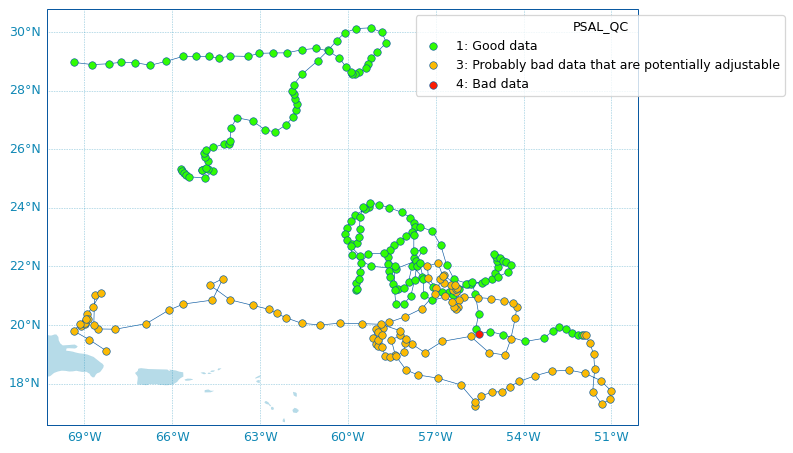 PSAL_QC
1: Good data
3: Probably bad data that are potentially adjustable
4: Bad data
30°N
28°N
26°N
24°N
22°N
20°N
18°N
69°W
66°W
63°W
60°W
57°W
54°W
51°W